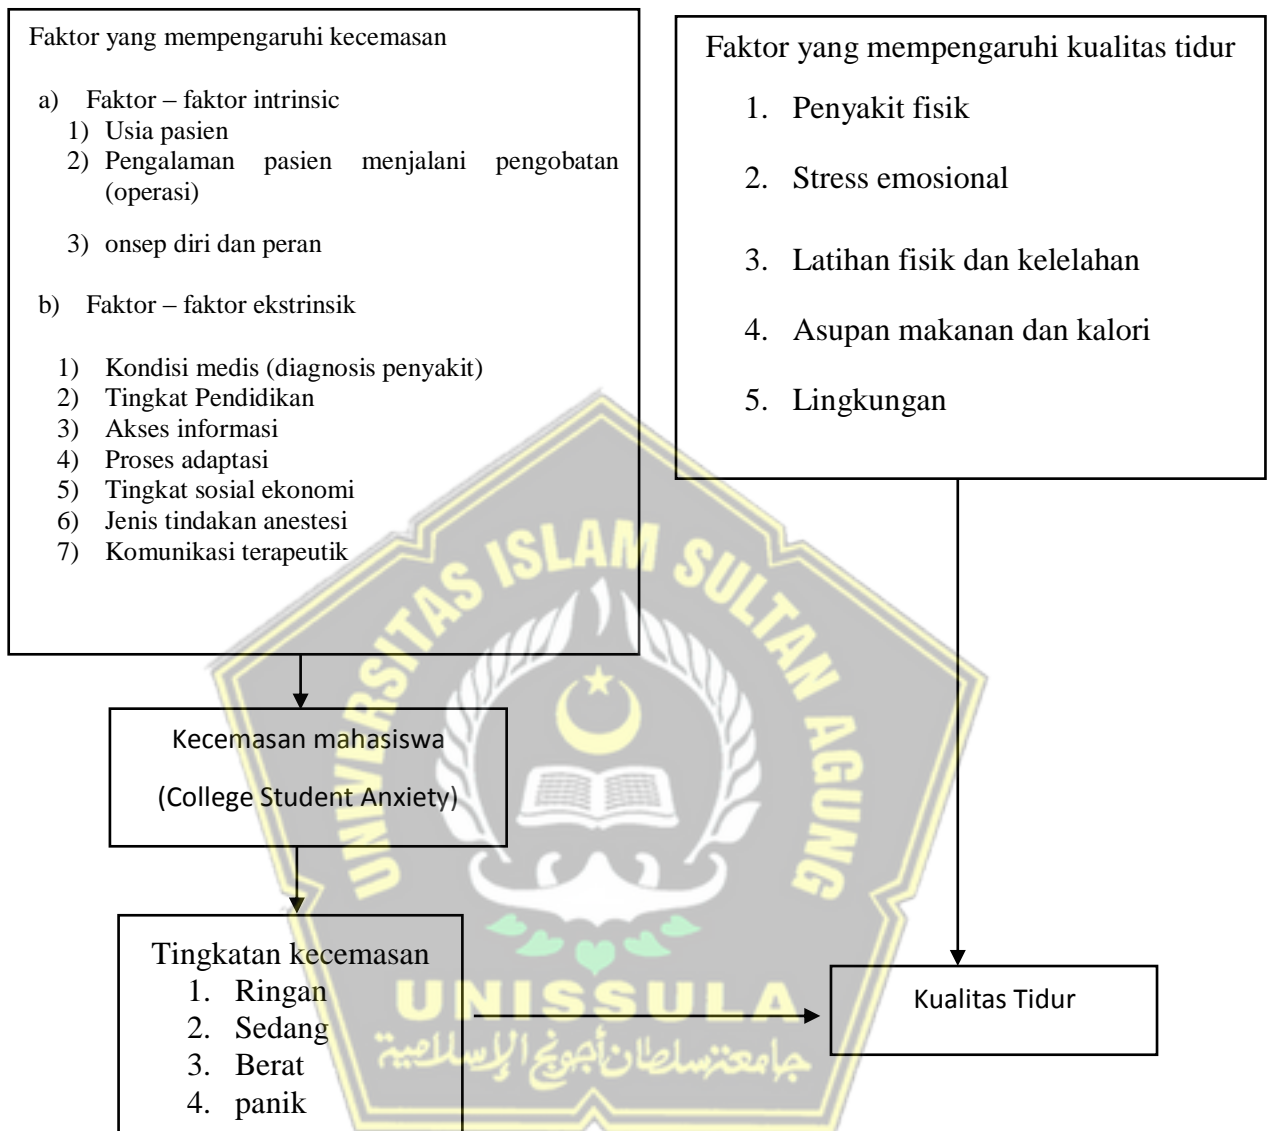 Faktor yang mempengaruhi kecemasan
a) Faktor – faktor intrinsic
1) Usia pasien
2) Pengalaman pasien menjalani pengobatan
(operasi)
3) onsep diri dan peran
b) Faktor – faktor ekstrinsik
1) Kondisi medis (diagnosis penyakit)
2) Tingkat Pendidikan
3) Akses informasi
4) Proses adaptasi
5) Tingkat sosial ekonomi
6) Jenis tindakan anestesi
7) Komunikasi terapeutik
Faktor yang mempengaruhi kualitas tidur
1. Penyakit fisik
2. Stress emosional
3. Latihan fisik dan kelelahan
4. Asupan makanan dan kalori
5. Lingkungan
Kecemasan mahasiswa
(College Student Anxiety)
Tingkatan kecemasan
1. Ringan
2. Sedang
3. Berat
4. panik
Kualitas Tidur
UNIVERSITAS ISLAM SULTAN AGUNG
UNISSULA
جامعة سلطان أجونج الإسلامية